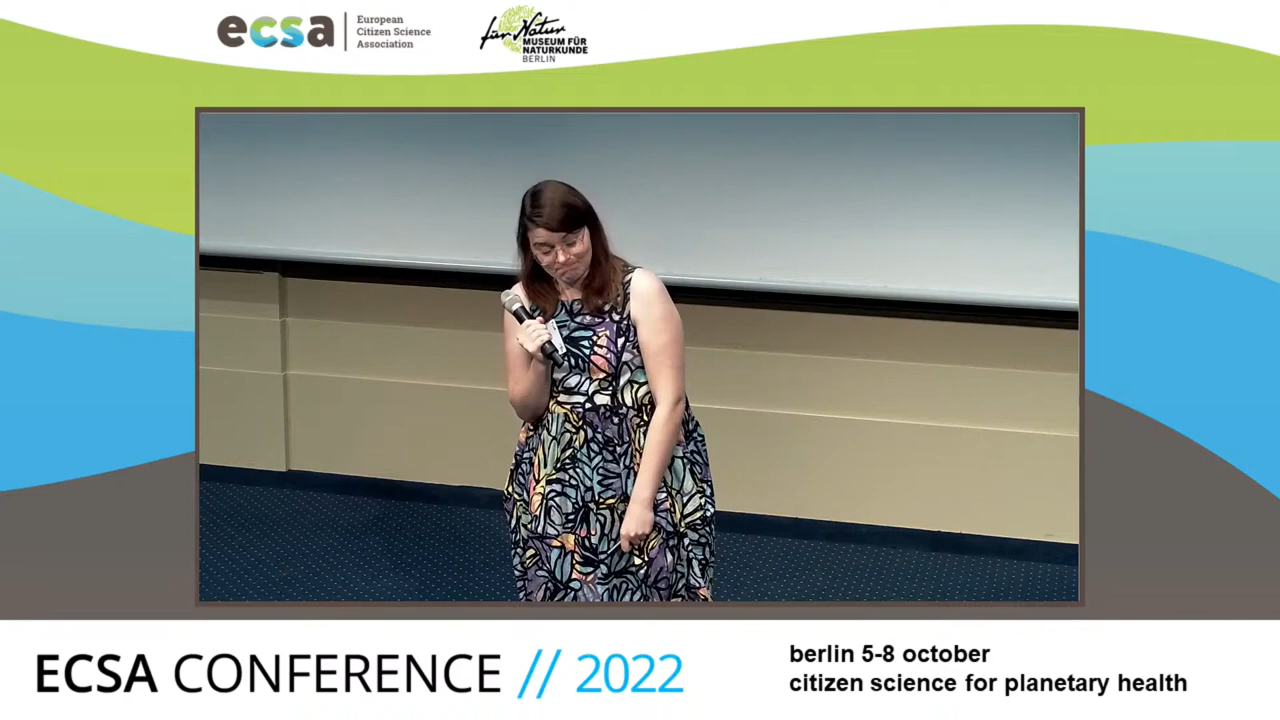 ecsa
European
Citizen Science
Association
für Natur
MUSEUM FÜR
NATURKUNDE
BERLIN
ECSA CONFERENCE // 2022
berlin 5-8 october
citizen science for planetary health